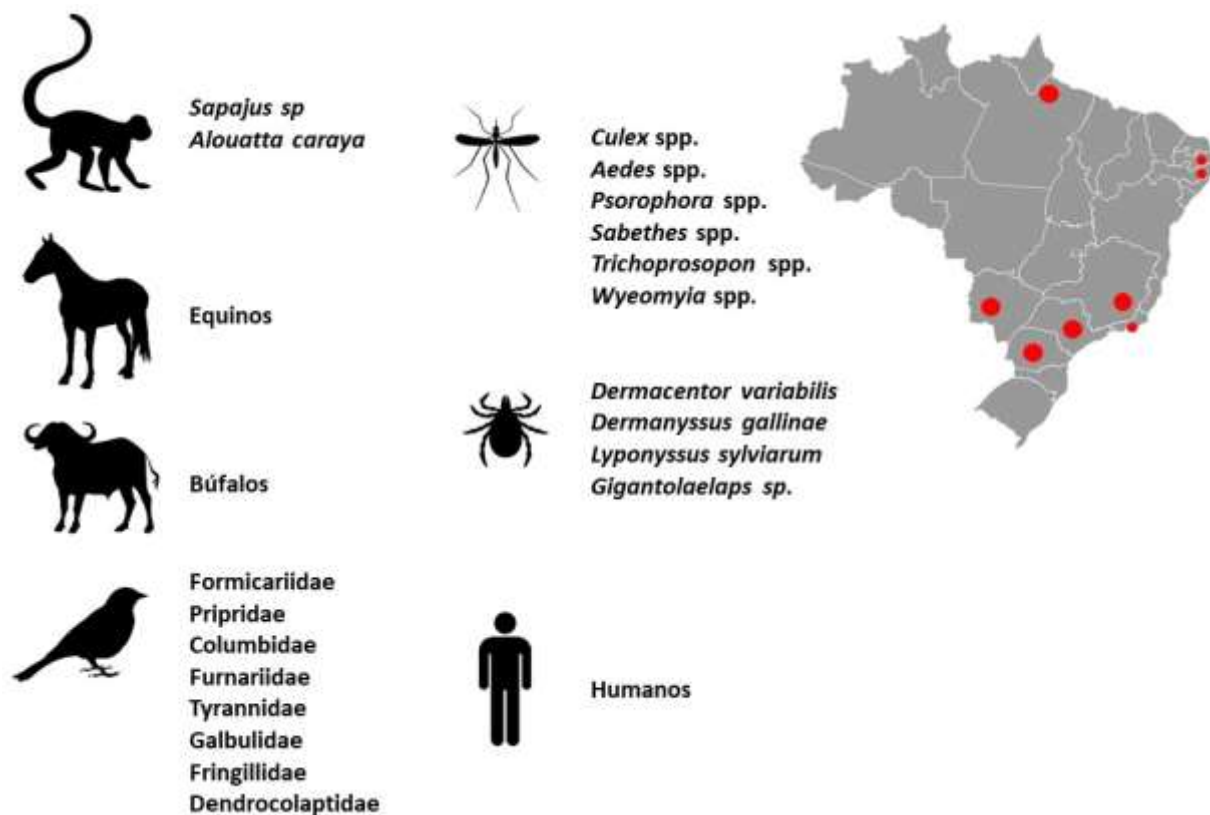 Sapajus sp
Alouatta caraya
Equinos
Búfalos
Formicariidae
Pripridae
Columbidae
Furnariidae
Tyrannidae
Galbulidae
Fringillidae
Dendrocolaptidae
Culex spp.
Aedes spp.
Psorophora spp.
Sabethes spp.
Trichoprosopon spp.
Wyeomyia spp.
Dermacentor variabilis
Dermanyssus gallinae
Lyponyssus sylviarum
Gigantolaelaps sp.
Humanos